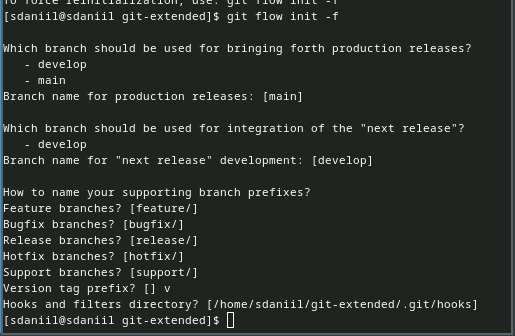 To force reinitialization, use: git flow init -f
[sdaniil@sdaniil git-extended]$ git flow init -f
Which branch should be used for bringing forth production releases?
- develop
- main
Branch name for production releases: [main]
Which branch should be used for integration of the "next release"?
- develop
Branch name for "next release" development: [develop]
How to name your supporting branch prefixes?
Feature branches? [feature/]
Bugfix branches? [bugfix/]
Release branches? [release/]
Hotfix branches? [hotfix/]
Support branches? [support/]
Version tag prefix? [] v
Hooks and filters directory? [/home/sdaniil/git-extended/.git/hooks]
[sdaniil@sdaniil git-extended]$